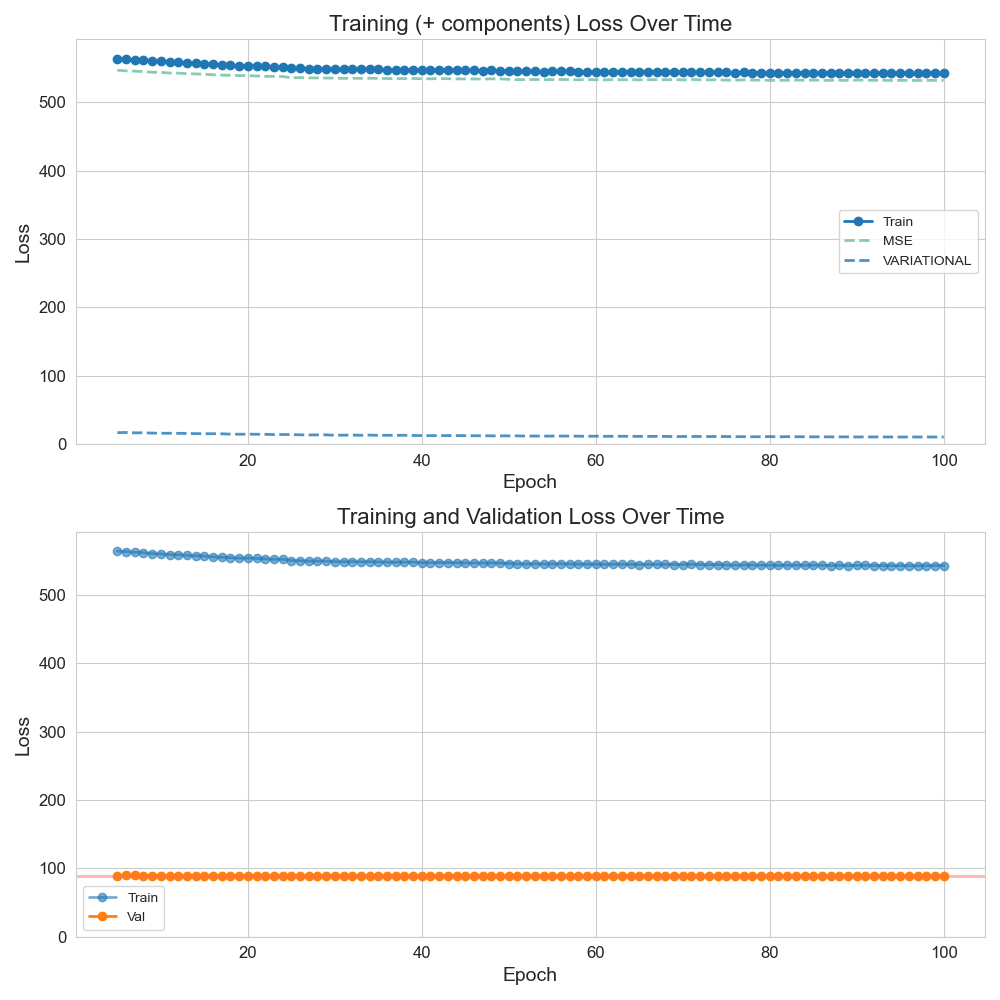 Training (+ components) Loss Over Time
Loss
500
400
300
200
100
0
Train
MSE
VARIATIONAL
20 40 60 80 100
Epoch
Training and Validation Loss Over Time
Loss
500
400
300
200
100
0
Train
Val
20 40 60 80 100
Epoch